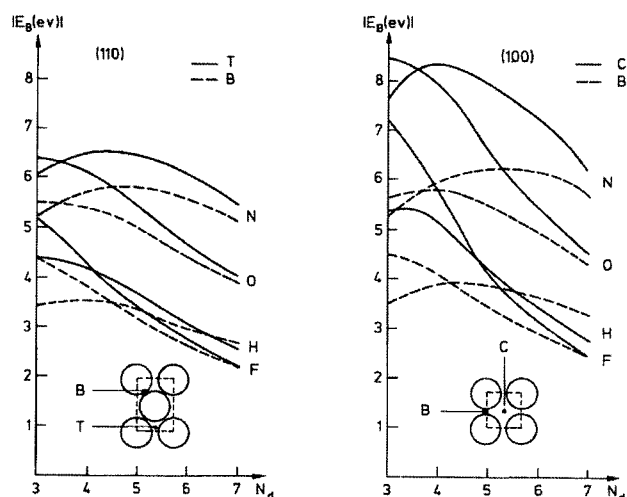 |E_B(ev)|
(110)
T
B
8
7
6
5
4
3
2
1
N
O
H
F
B
T
3 4 5 6 7 N_d
|E_B(ev)|
(100)
C
B
8
7
6
5
4
3
2
1
N
O
H
F
C
B
3 4 5 6 7 N_d